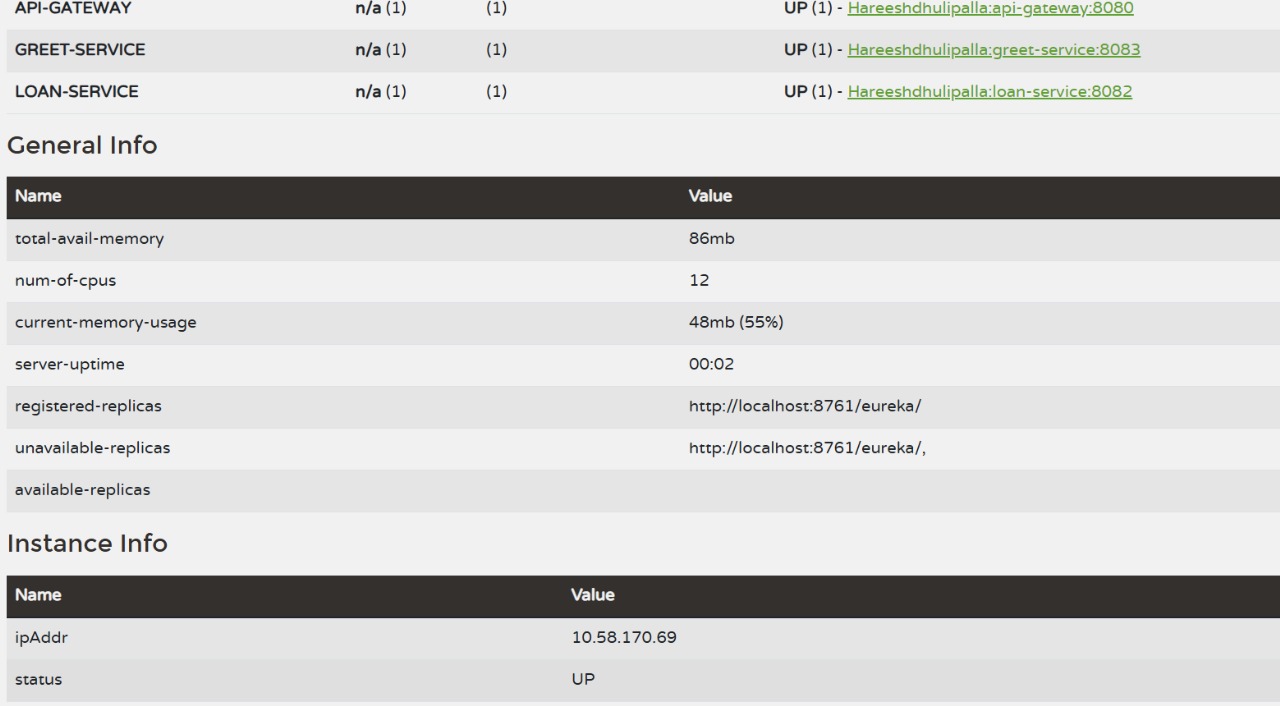 API-GATEWAY n/a (1) (1) UP (1) - Hareeshdhulipalla:api-gateway:8080
GREET-SERVICE n/a (1) (1) UP (1) - Hareeshdhulipalla:greet-service:8083
LOAN-SERVICE n/a (1) (1) UP (1) - Hareeshdhulipalla:loan-service:8082
General Info
Name Value
total-avail-memory 86mb
num-of-cpus 12
current-memory-usage 48mb (55%)
server-uptime 00:02
registered-replicas http://localhost:8761/eureka/
unavailable-replicas http://localhost:8761/eureka/,
available-replicas
Instance Info
Name Value
ipAddr 10.58.170.69
status UP